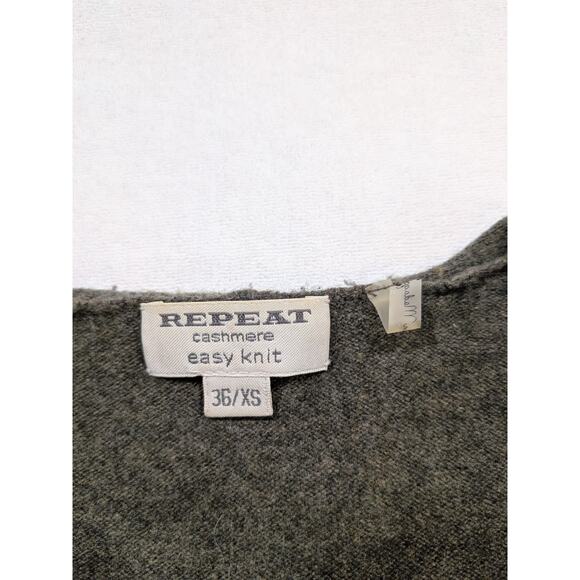 REPEAT
cashmere
easy knit
36/XS